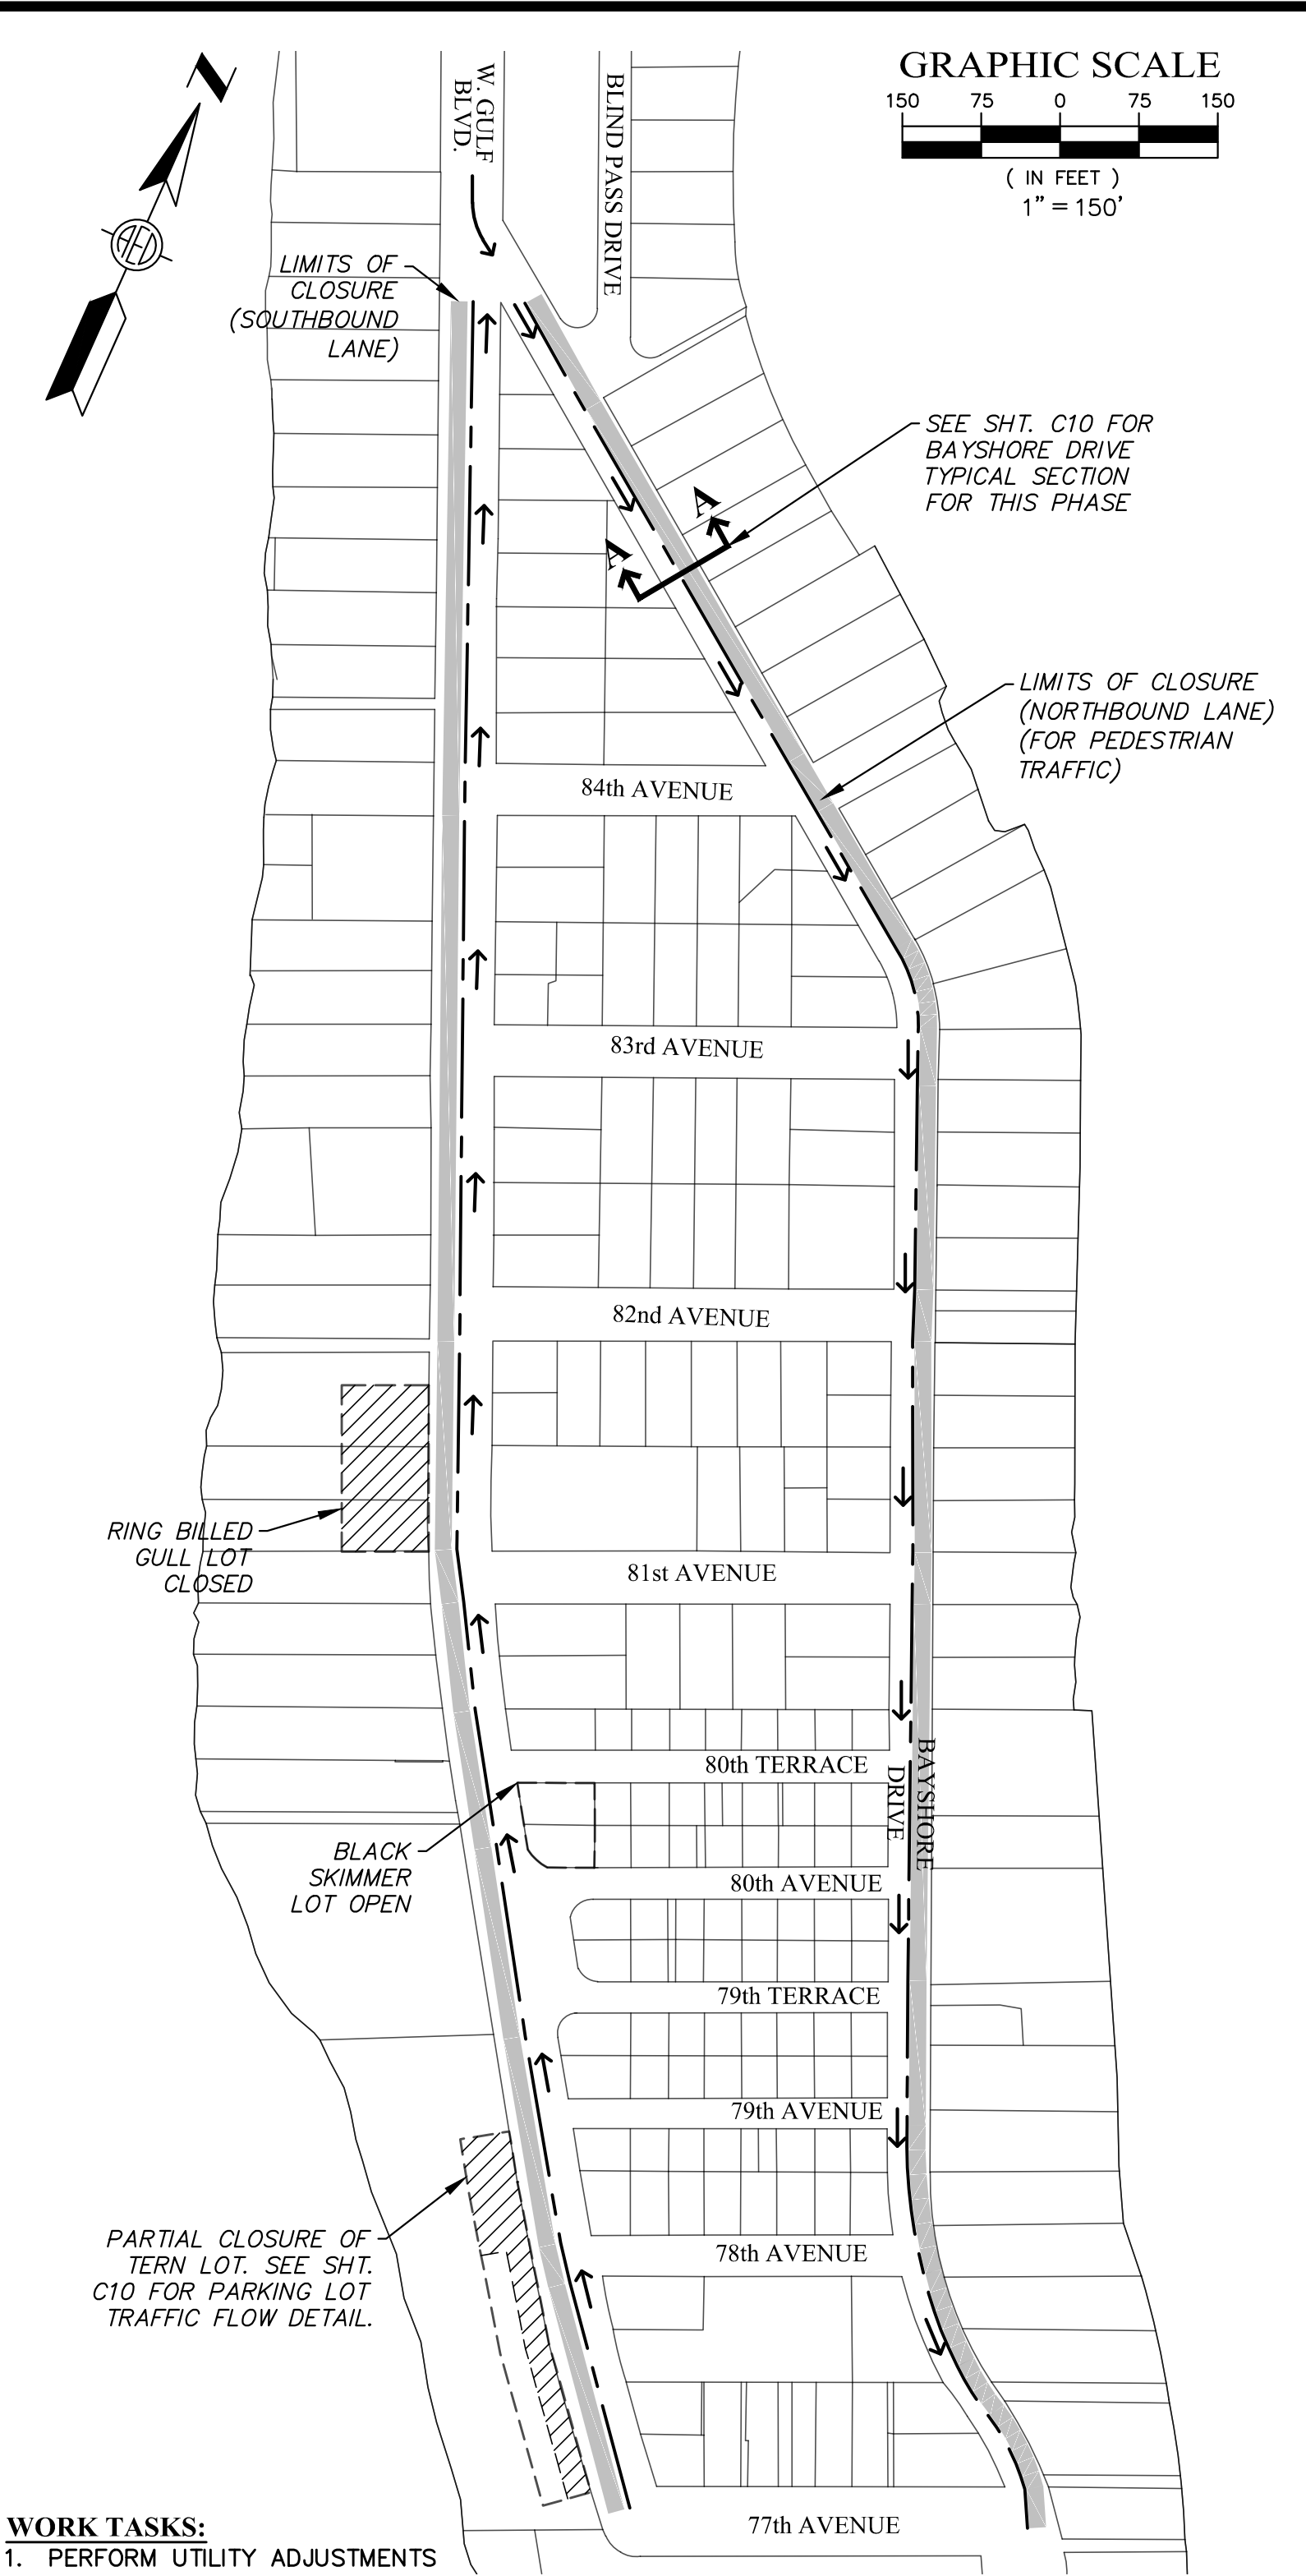 GRAPHIC SCALE
150 75 0 75 150
( IN FEET )
1" = 150'
N
AED
W. GULF
BLVD.
BLIND PASS DRIVE
LIMITS OF
CLOSURE
(SOUTHBOUND
LANE)
SEE SHT. C10 FOR
BAYSHORE DRIVE
TYPICAL SECTION
FOR THIS PHASE
A
A
LIMITS OF CLOSURE
(NORTHBOUND LANE)
(FOR PEDESTRIAN
TRAFFIC)
84th AVENUE
83rd AVENUE
82nd AVENUE
RING BILLED
GULL LOT
CLOSED
81st AVENUE
80th TERRACE
BAYSHORE
DRIVE
BLACK
SKIMMER
LOT OPEN
80th AVENUE
79th TERRACE
79th AVENUE
PARTIAL CLOSURE OF
TERN LOT. SEE SHT.
C10 FOR PARKING LOT
TRAFFIC FLOW DETAIL.
78th AVENUE
77th AVENUE
WORK TASKS:
1. PERFORM UTILITY ADJUSTMENTS